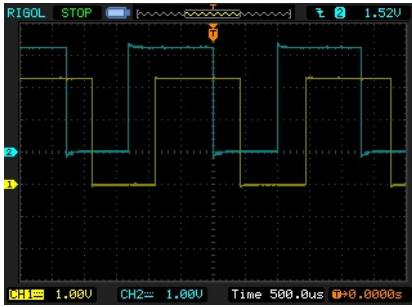 RIGOL STOP T 2 1.52V
T
2
1
CH1 1.00V CH2 1.00V Time 500.0us T→0.0000s